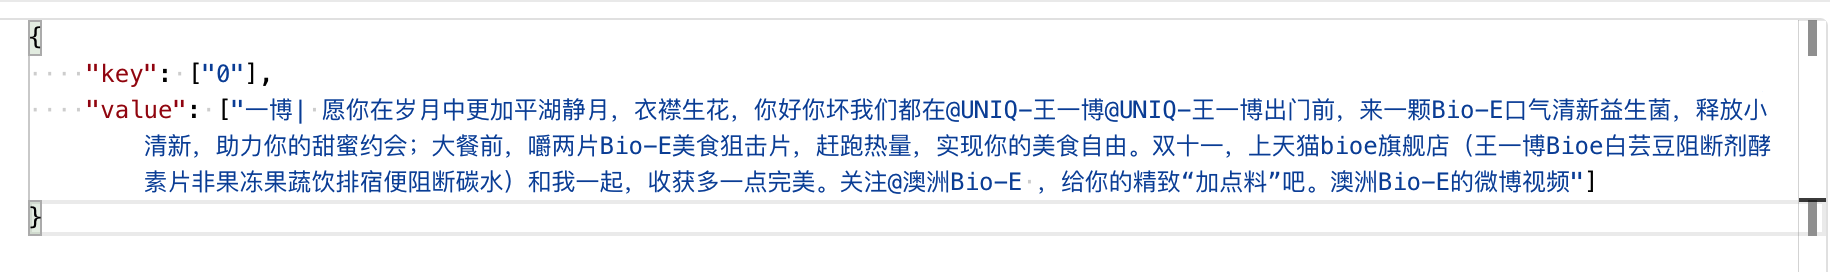 {
"key": ["0"],
"value": ["一博| 愿你在岁月中更加平湖静月，衣襟生花，你好你坏我们都在@UNIQ-王一博@UNIQ-王一博出门前，来一颗Bio-E口气清新益生菌，释放小
清新，助力你的甜蜜约会；大餐前，嚼两片Bio-E美食狙击片，赶跑热量，实现你的美食自由。双十一，上天猫bioe旗舰店（王一博Bioe白芸豆阻断剂酵
素片非果冻果蔬饮排宿便阻断碳水）和我一起，收获多一点完美。关注@澳洲Bio-E ，给你的精致“加点料”吧。澳洲Bio-E的微博视频"]
}